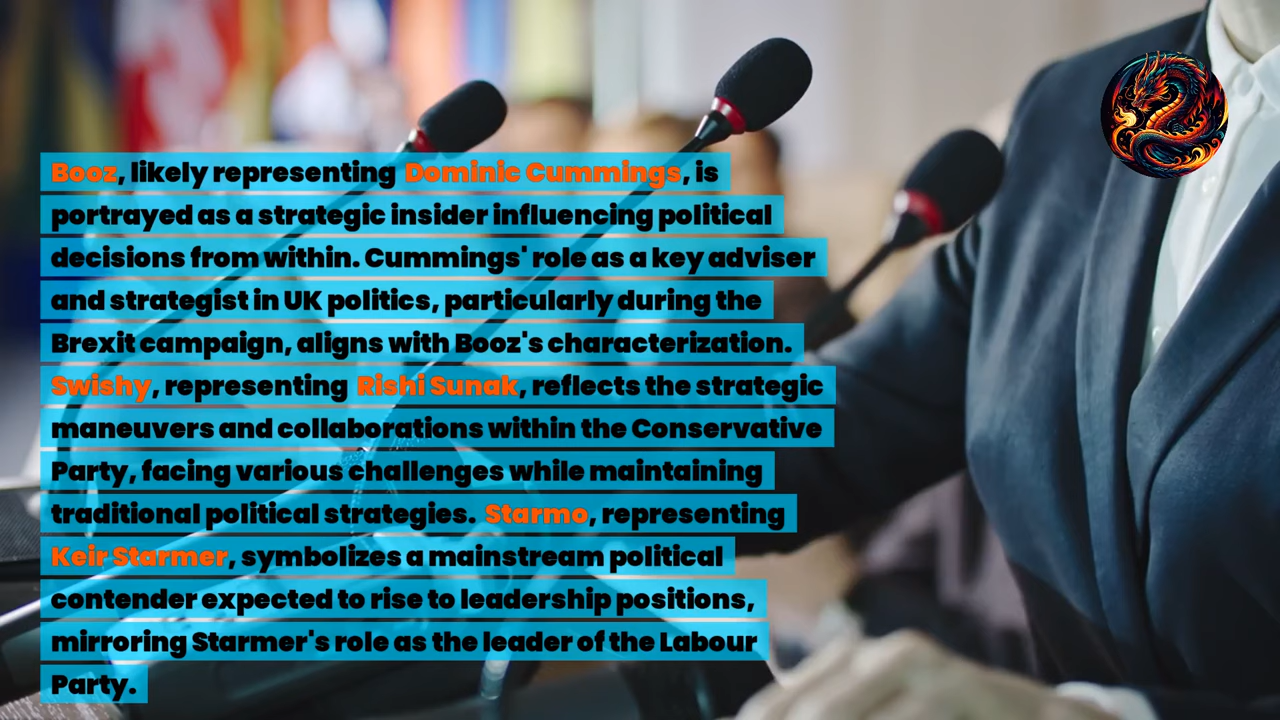 Booz, likely representing Dominic Cummings, is
portrayed as a strategic insider influencing political
decisions from within. Cummings' role as a key adviser
and strategist in UK politics, particularly during the
Brexit campaign, aligns with Booz's characterization.
Swishy, representing Rishi Sunak, reflects the strategic
maneuvers and collaborations within the Conservative
Party, facing various challenges while maintaining
traditional political strategies. Starmo, representing
Keir Starmer, symbolizes a mainstream political
contender expected to rise to leadership positions,
mirroring Starmer's role as the leader of the Labour
Party.